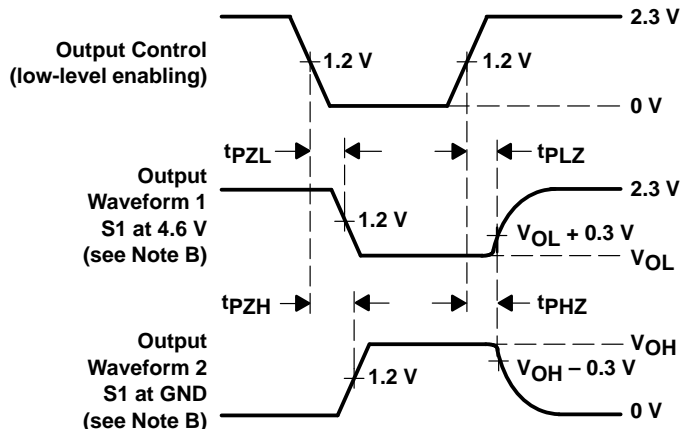 2.3 V
Output Control
(low-level enabling)
1.2 V
1.2 V
0 V
tPZL
tPLZ
Output
Waveform 1
S1 at 4.6 V
(see Note B)
2.3 V
1.2 V
VOL + 0.3 V
VOL
tPZH
tPHZ
Output
Waveform 2
S1 at GND
(see Note B)
VOH
1.2 V
VOH – 0.3 V
0 V